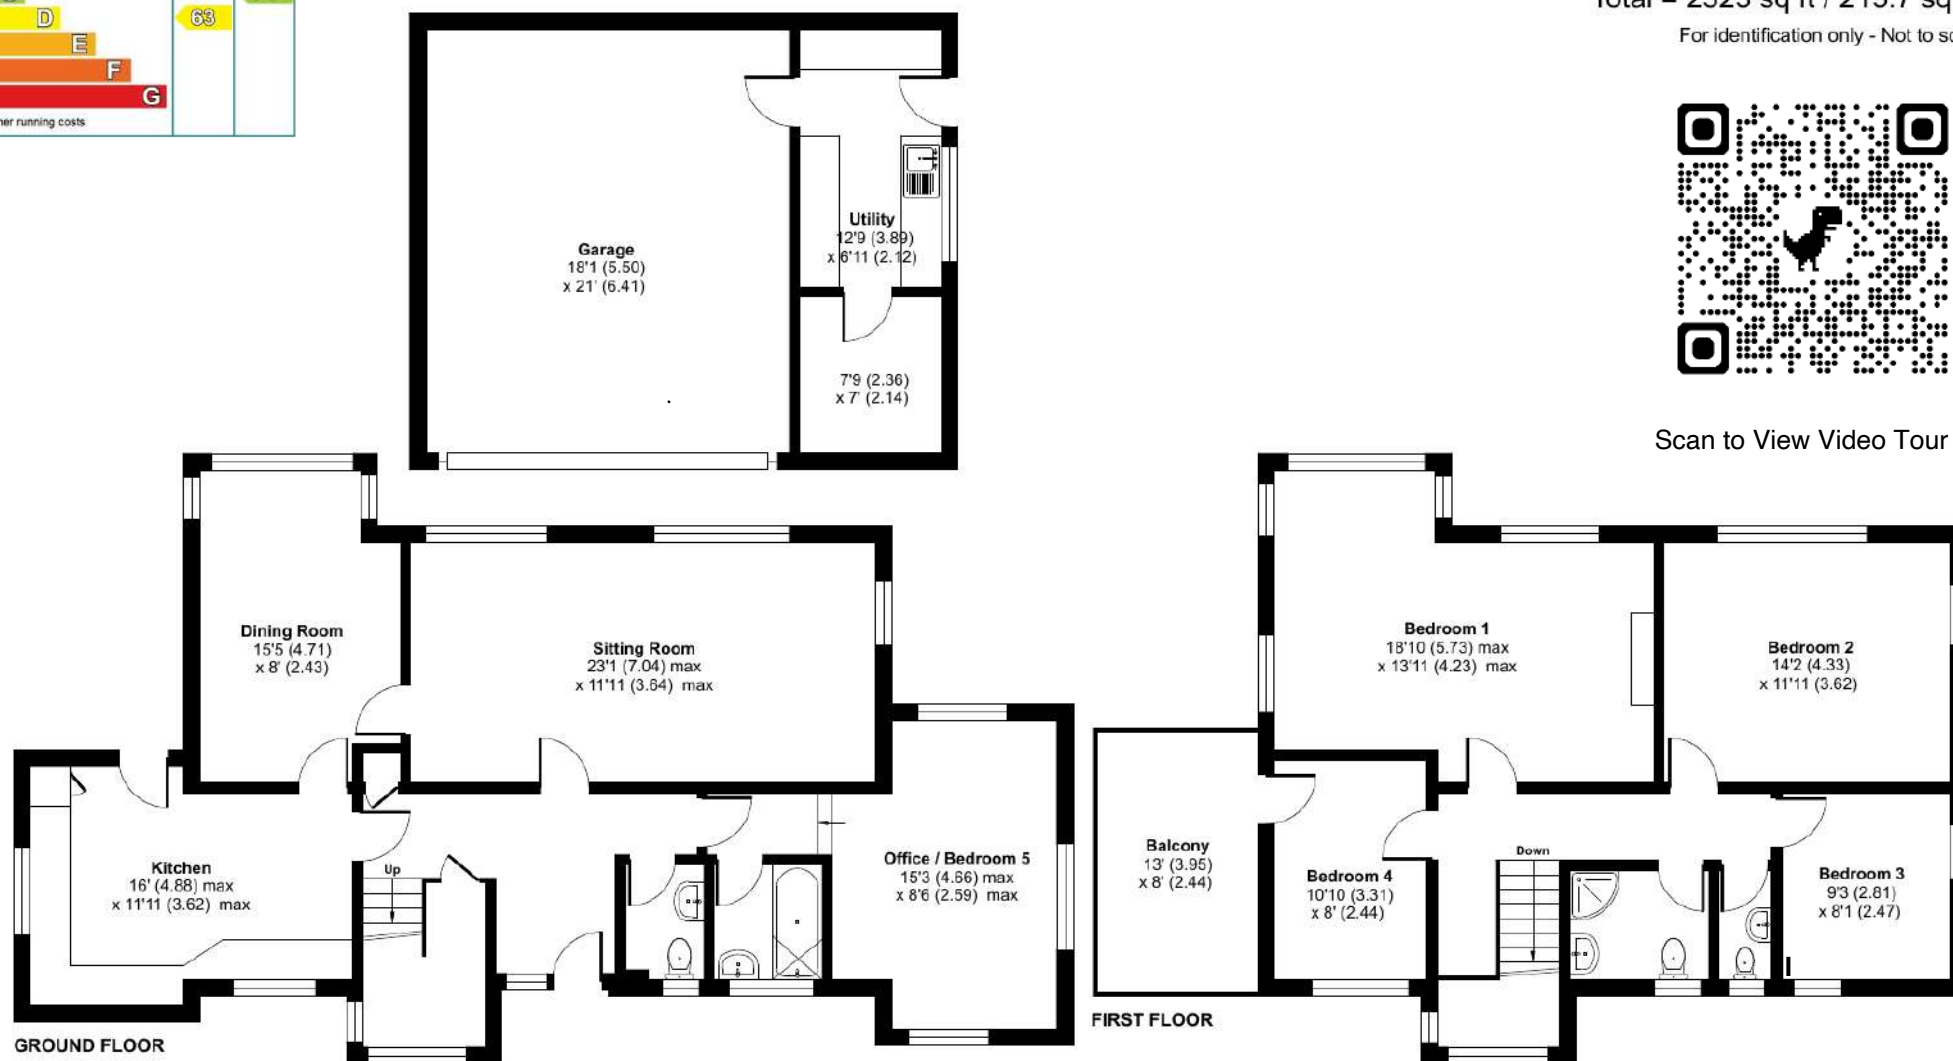 D
63
E
F
G
her running costs
For identification only - Not to sc
Scan to View Video Tour
Garage
18'1 (5.50)
x 21' (6.41)
Utility
12'9 (3.89)
x 6'11 (2.12)
7'9 (2.36)
x 7' (2.14)
Dining Room
15'5 (4.71)
x 8' (2.43)
Sitting Room
23'1 (7.04) max
x 11'11 (3.64) max
Kitchen
16' (4.88) max
x 11'11 (3.62) max
Up
Office / Bedroom 5
15'3 (4.66) max
x 8'6 (2.59) max
GROUND FLOOR
Bedroom 1
18'10 (5.73) max
x 13'11 (4.23) max
Bedroom 2
14'2 (4.33)
x 11'11 (3.62)
Balcony
13' (3.95)
x 8' (2.44)
Bedroom 4
10'10 (3.31)
x 8' (2.44)
Down
Bedroom 3
9'3 (2.81)
x 8'1 (2.47)
FIRST FLOOR